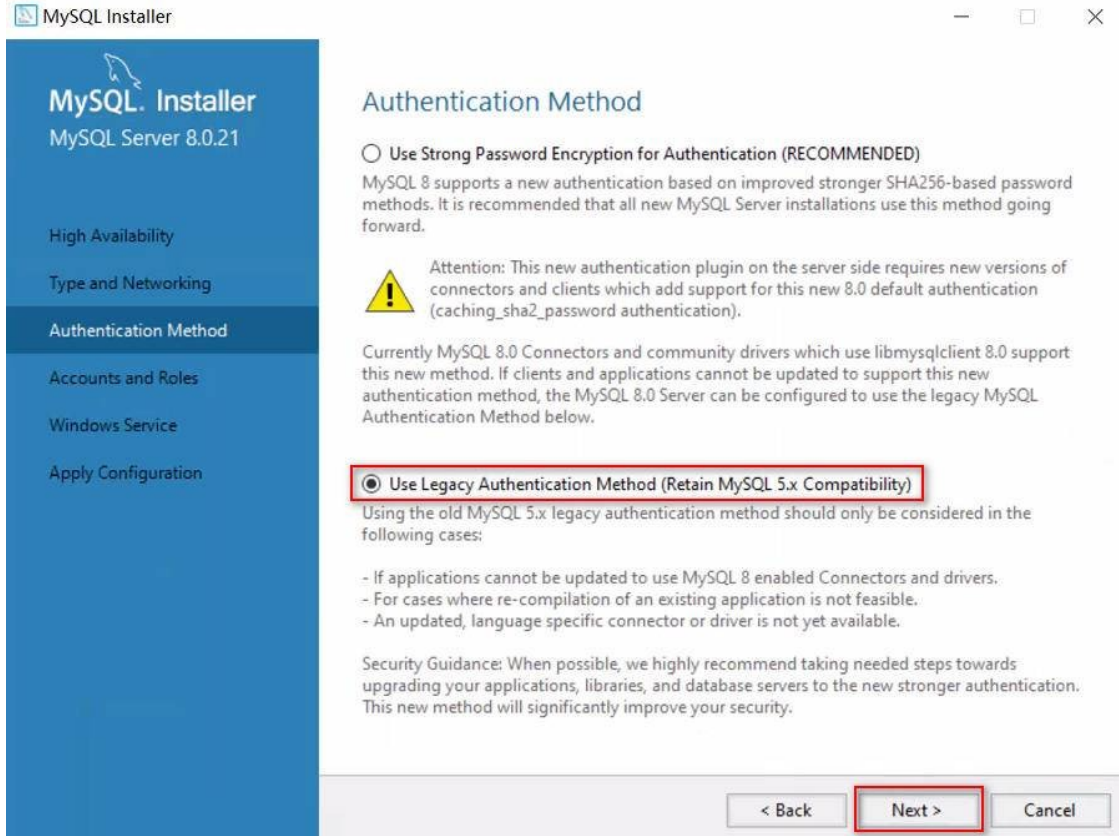 MySQL Installer
MySQL. Installer
MySQL Server 8.0.21
High Availability
Type and Networking
Authentication Method
Accounts and Roles
Windows Service
Apply Configuration
Authentication Method
Use Strong Password Encryption for Authentication (RECOMMENDED)
MySQL 8 supports a new authentication based on improved stronger SHA256-based password
methods. It is recommended that all new MySQL Server installations use this method going
forward.
Attention: This new authentication plugin on the server side requires new versions of
connectors and clients which add support for this new 8.0 default authentication
(caching_sha2_password authentication).
Currently MySQL 8.0 Connectors and community drivers which use libmysqlclient 8.0 support
this new method. If clients and applications cannot be updated to support this new
authentication method, the MySQL 8.0 Server can be configured to use the legacy MySQL
Authentication Method below.
Use Legacy Authentication Method (Retain MySQL 5.x Compatibility)
Using the old MySQL 5.x legacy authentication method should only be considered in the
following cases:
- If applications cannot be updated to use MySQL 8 enabled Connectors and drivers.
- For cases where re-compilation of an existing application is not feasible.
- An updated, language specific connector or driver is not yet available.
Security Guidance: When possible, we highly recommend taking needed steps towards
upgrading your applications, libraries, and database servers to the new stronger authentication.
This new method will significantly improve your security.
< Back
Next >
Cancel